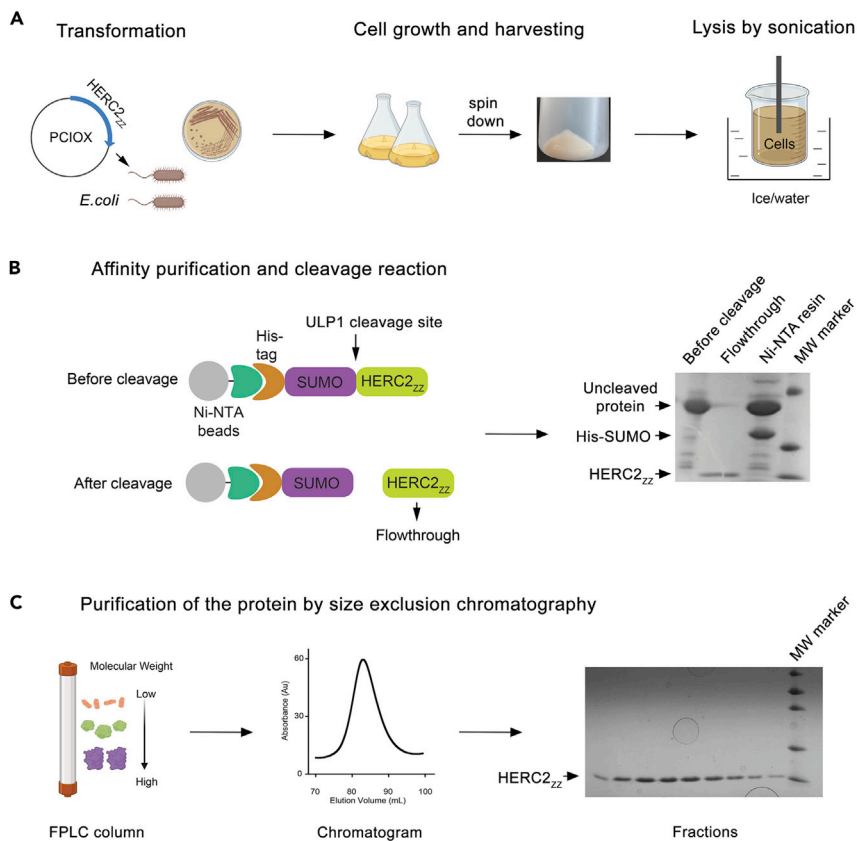 A
Transformation
Cell growth and harvesting
Lysis by sonication
HERC2ZZ
PCIOX
E.coli
spin
down
Cells
Ice/water
B
Affinity purification and cleavage reaction
ULP1 cleavage site
His-
tag
Before cleavage
SUMO
HERC2ZZ
Ni-NTA
beads
After cleavage
SUMO
HERC2ZZ
Flowthrough
Before cleavage
Flowthrough
Ni-NTA resin
MW marker
Uncleaved
protein
His-SUMO
HERC2ZZ
C
Purification of the protein by size exclusion chromatography
Molecular Weight
Low
High
FPLC column
Absorbance (Au)
60
30
0
70 80 90 100
Elution Volume (mL)
Chromatogram
MW marker
HERC2ZZ
Fractions